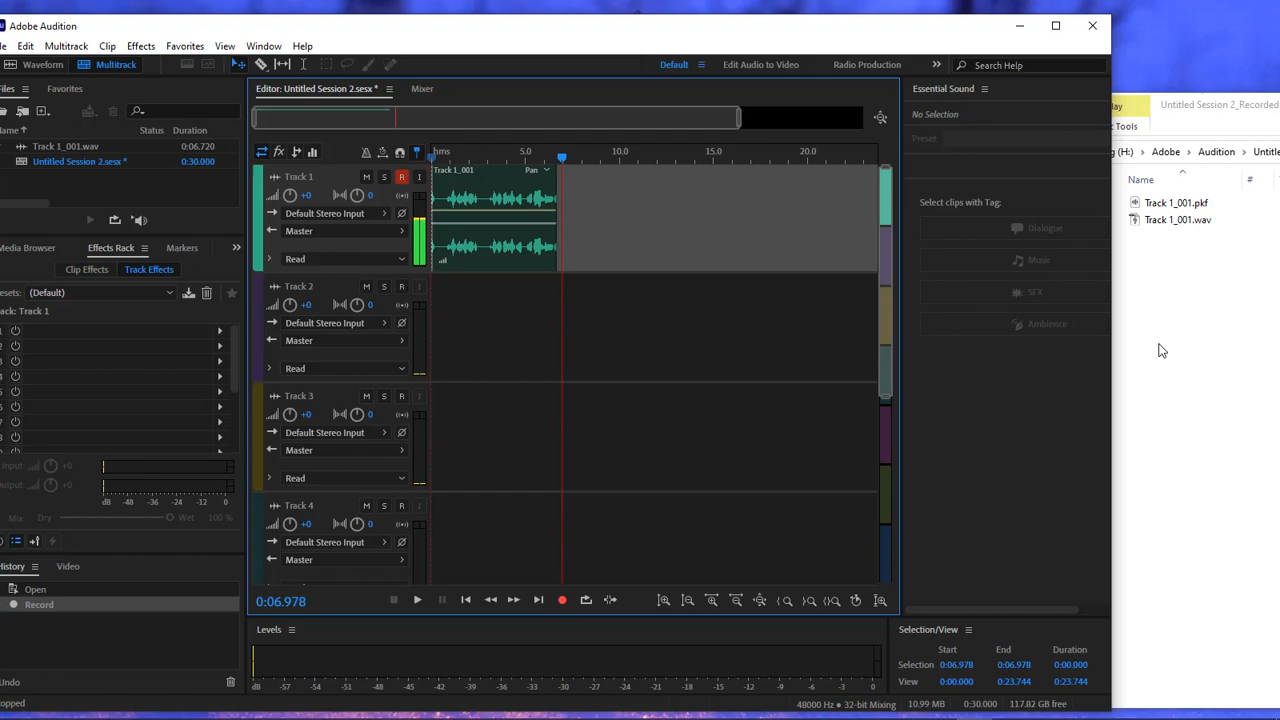 Adobe Audition
Edit Multitrack Clip Effects Favorites View Window Help
Waveform Multitrack
Default Edit Audio to Video Radio Production Search Help
Files Favorites
Name Status Duration
Track 1_001.wav 0:06.720
Untitled Session 2.sesx * 0:30.000
Media Browser Effects Rack Markers
Clip Effects Track Effects
Presets: (Default)
Track: Track 1
Input: +0
Output: +0
dB -48 -36 -24 -12 0
Mix: Dry Wet 100 %
History Video
Open
Record
Undo
Stopped
Editor: Untitled Session 2.sesx * Mixer
fx hms 5.0 10.0 15.0 20.0
Track 1 M S R I
+0 0
Default Stereo Input
Master
Read
Track 1_001 Pan
Track 2 M S R I
+0 0
Default Stereo Input
Master
Read
Track 3 M S R I
+0 0
Default Stereo Input
Master
Read
Track 4 M S R I
+0 0
Default Stereo Input
Master
0:06.978
Levels
dB -57 -54 -51 -48 -45 -42 -39 -36 -33 -30 -27 -24 -21 -18 -15 -12 -9 -6 -3 0
Essential Sound
No Selection
Preset:
Select clips with Tag:
Dialogue
Music
SFX
Ambience
Selection/View
Start End Duration
Selection 0:06.978 0:06.978 0:00.000
View 0:00.000 0:23.744 0:23.744
48000 Hz • 32-bit Mixing 10.99 MB 0:30.000 117.82 GB free
Untitled Session 2_Recorded
Tools
(H:) Adobe Audition
Name #
Track 1_001.pkf
Track 1_001.wav